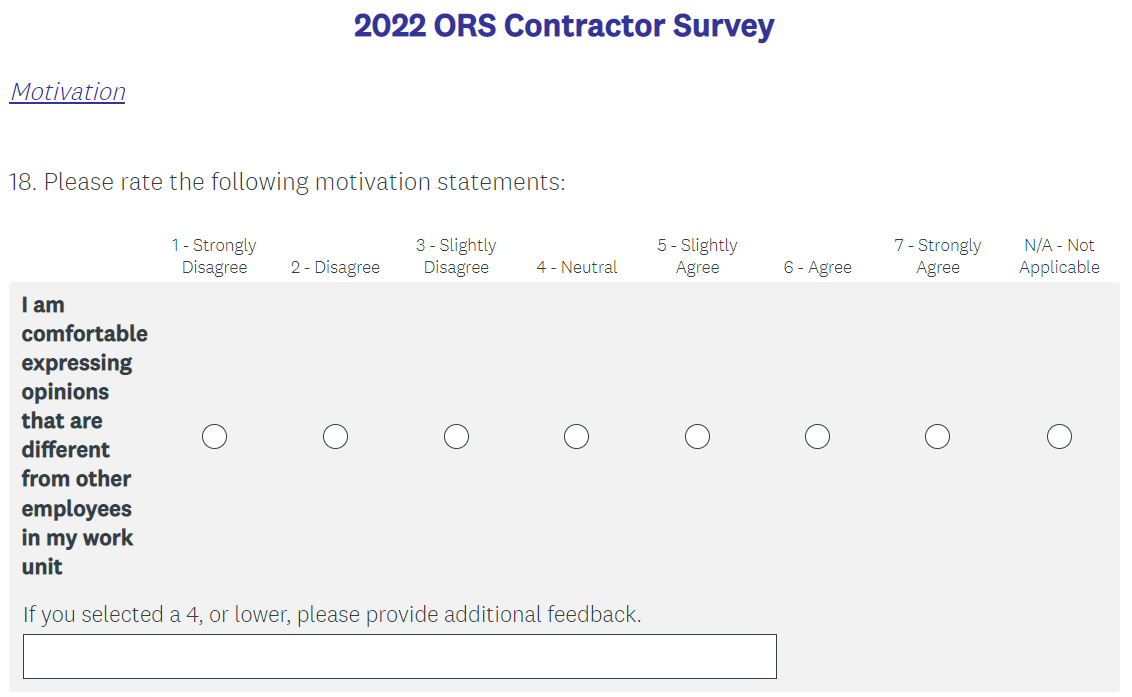 2022 ORS Contractor Survey
Motivation
18. Please rate the following motivation statements:
1 - Strongly Disagree
2 - Disagree
3 - Slightly Disagree
4 - Neutral
5 - Slightly Agree
6 - Agree
7 - Strongly Agree
N/A - Not Applicable
I am
comfortable
expressing
opinions
that are
different
from other
employees
in my work
unit
If you selected a 4, or lower, please provide additional feedback.